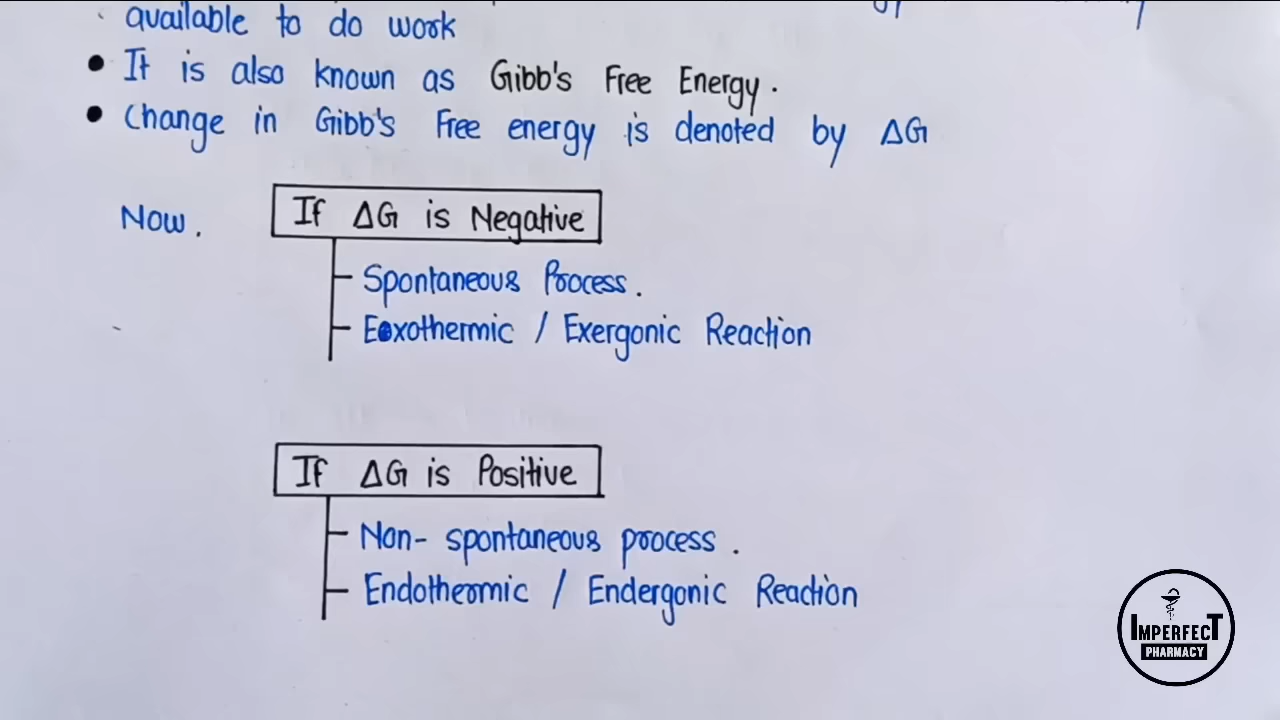 available to do work
• It is also known as Gibb's Free Energy.
• Change in Gibb's Free energy is denoted by ΔG
Now.
If ΔG is Negative
Spontaneous Process.
Exothermic / Exergonic Reaction
If ΔG is Positive
Non-spontaneous process.
Endothermic / Endergonic Reaction
IMPERFECT
PHARMACY